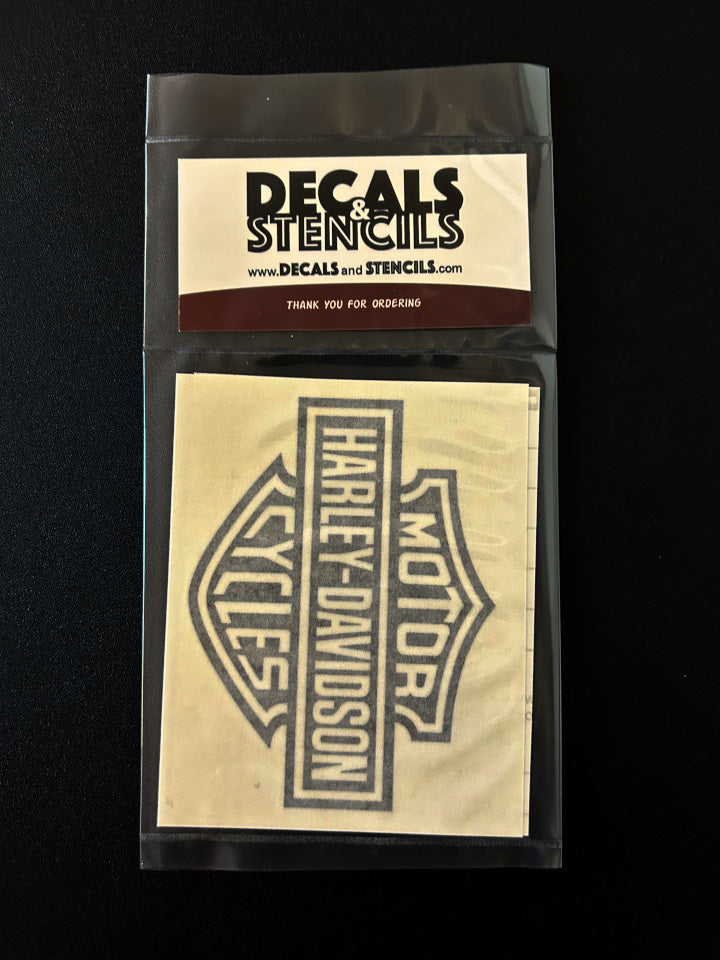 DECALS
&
STENCILS
www.DECALS and STENCILS.com
THANK YOU FOR ORDERING
MOTOR
HARLEY-DAVIDSON
CYCLES